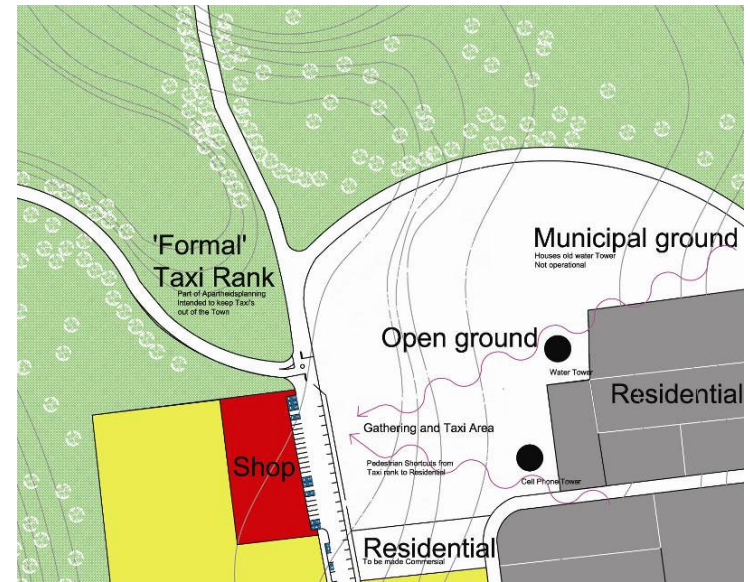 'Formal'
Taxi Rank
Part of Apartheidsplanning
Intended to keep Taxi's
out of the Town
Municipal ground
Houses old water Tower
Not operational
Open ground
Water Tower
Residential
Gathering and Taxi Area
Shop
Pedestrian Shortcuts from
Taxi rank to Residential
Cell Phone Tower
Residential
To be made Commersial